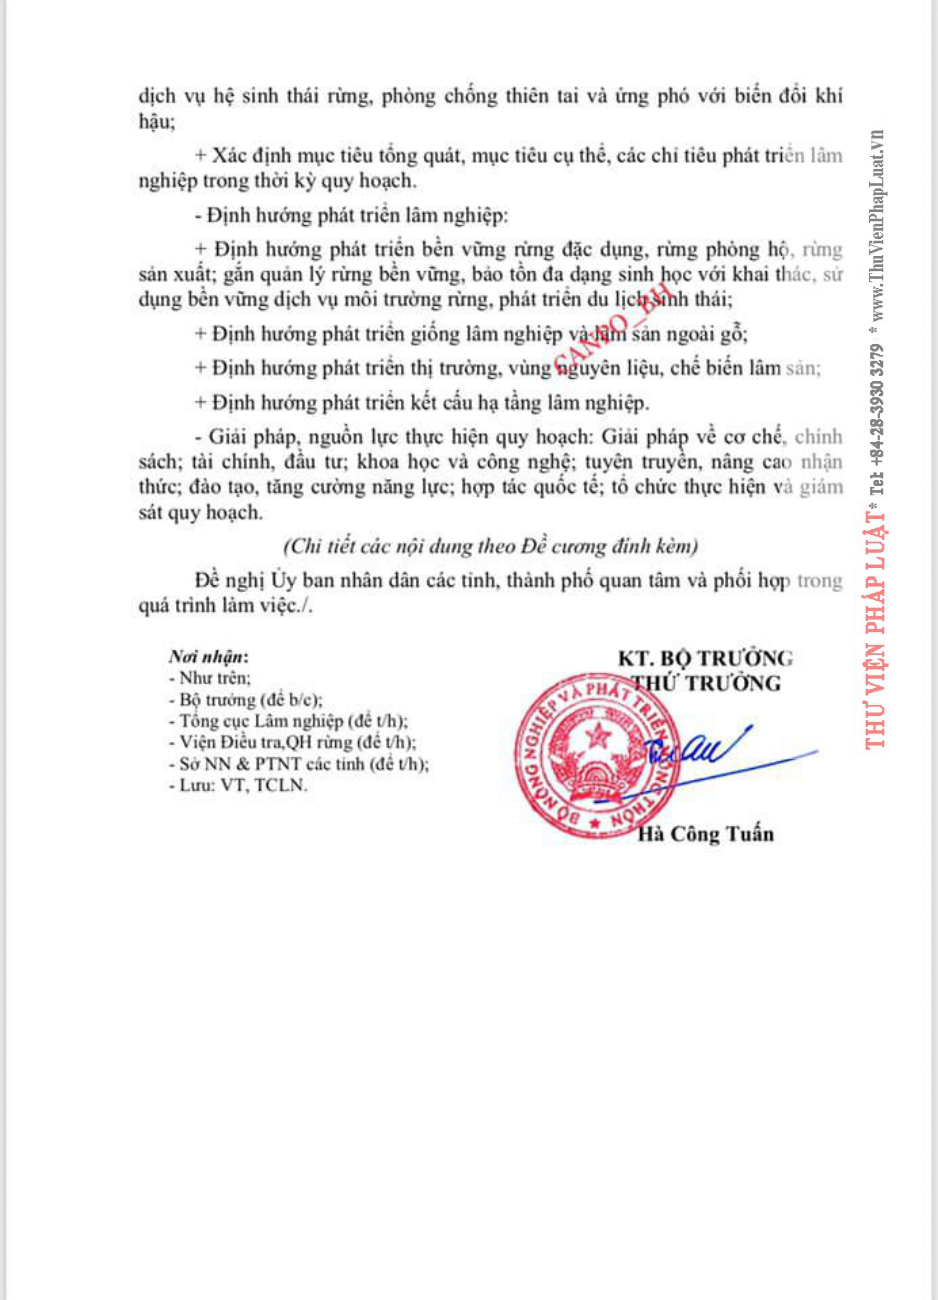 dịch vụ hệ sinh thái rừng, phòng chống thiên tai và ứng phó với biến đổi khí
hậu;
+ Xác định mục tiêu tổng quát, mục tiêu cụ thể, các chỉ tiêu phát triển lâm
nghiệp trong thời kỳ quy hoạch.
- Định hướng phát triển lâm nghiệp:
+ Định hướng phát triển bền vững rừng đặc dụng, rừng phòng hộ, rừng
sản xuất; gắn quản lý rừng bền vững, bảo tồn đa dạng sinh học với khai thác, sử
dụng bền vững dịch vụ môi trường rừng, phát triển du lịch sinh thái;
+ Định hướng phát triển giống lâm nghiệp và lâm sản ngoài gỗ;
+ Định hướng phát triển thị trường, vùng nguyên liệu, chế biến lâm sản;
+ Định hướng phát triển kết cấu hạ tầng lâm nghiệp.
- Giải pháp, nguồn lực thực hiện quy hoạch: Giải pháp về cơ chế, chính
sách; tài chính, đầu tư; khoa học và công nghệ; tuyên truyền, nâng cao nhận
thức; đào tạo, tăng cường năng lực; hợp tác quốc tế; tổ chức thực hiện và giám
sát quy hoạch.
(Chi tiết các nội dung theo Đề cương đính kèm)
Đề nghị Ủy ban nhân dân các tỉnh, thành phố quan tâm và phối hợp trong
quá trình làm việc./.
Nơi nhận:
- Như trên;
- Bộ trưởng (để b/c);
- Tổng cục Lâm nghiệp (để t/h);
- Viện Điều tra,QH rừng (để t/h);
- Sở NN & PTNT các tỉnh (để t/h);
- Lưu: VT, TCLN.
KT. BỘ TRƯỞNG
THỨ TRƯỞNG
BỘ NÔNG NGHIỆP VÀ PHÁT TRIỂN NÔNG THÔN
Hà Công Tuấn
CANPO_BH
THƯ VIỆN PHÁP LUẬT * Tel: +84-28-3930 3279 * www.ThuVienPhapLuat.vn